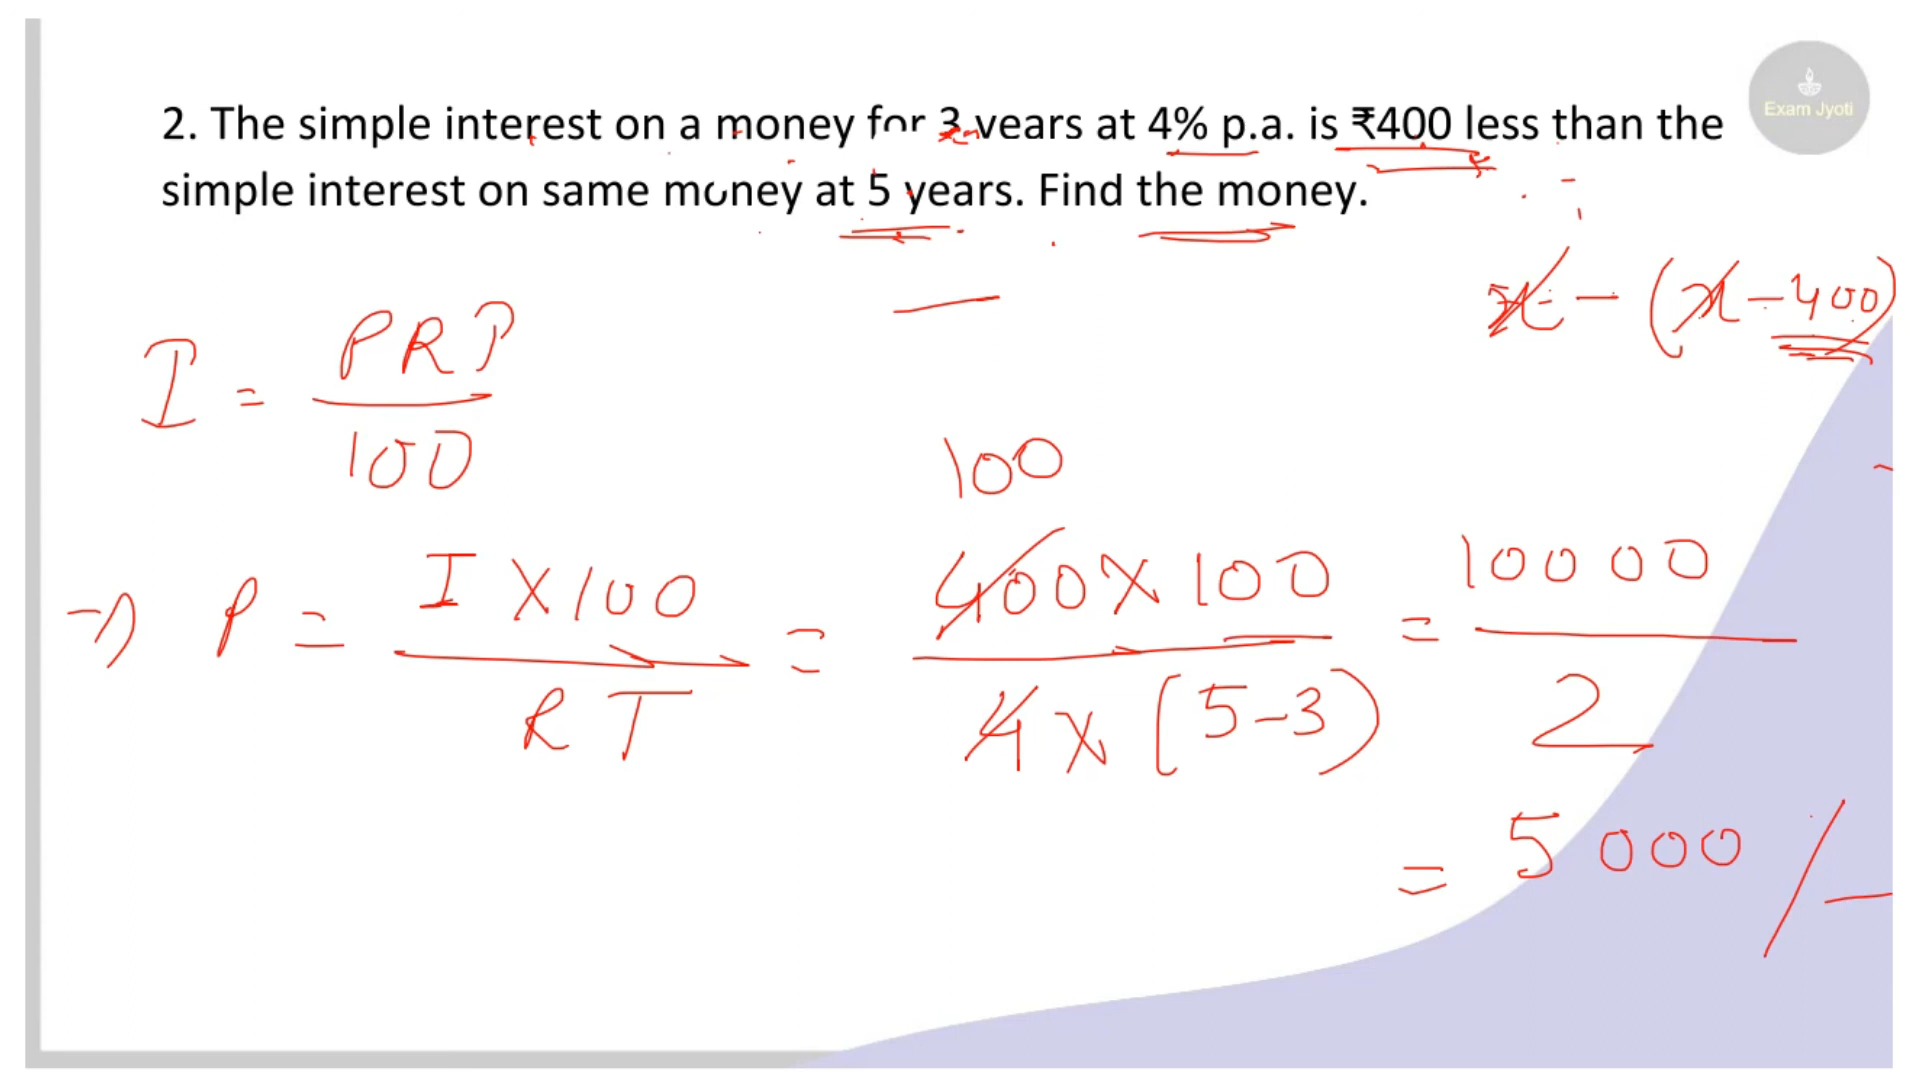 Exam Jyoti
2. The simple interest on a money for 3 years at 4% p.a. is ₹400 less than the
simple interest on same money at 5 years. Find the money.
x - (x - 400)
I = PRT / 100
100
⇒ P = I × 100 / RT = 400 × 100 / 4 × (5-3) = 10000 / 2
= 5000/-